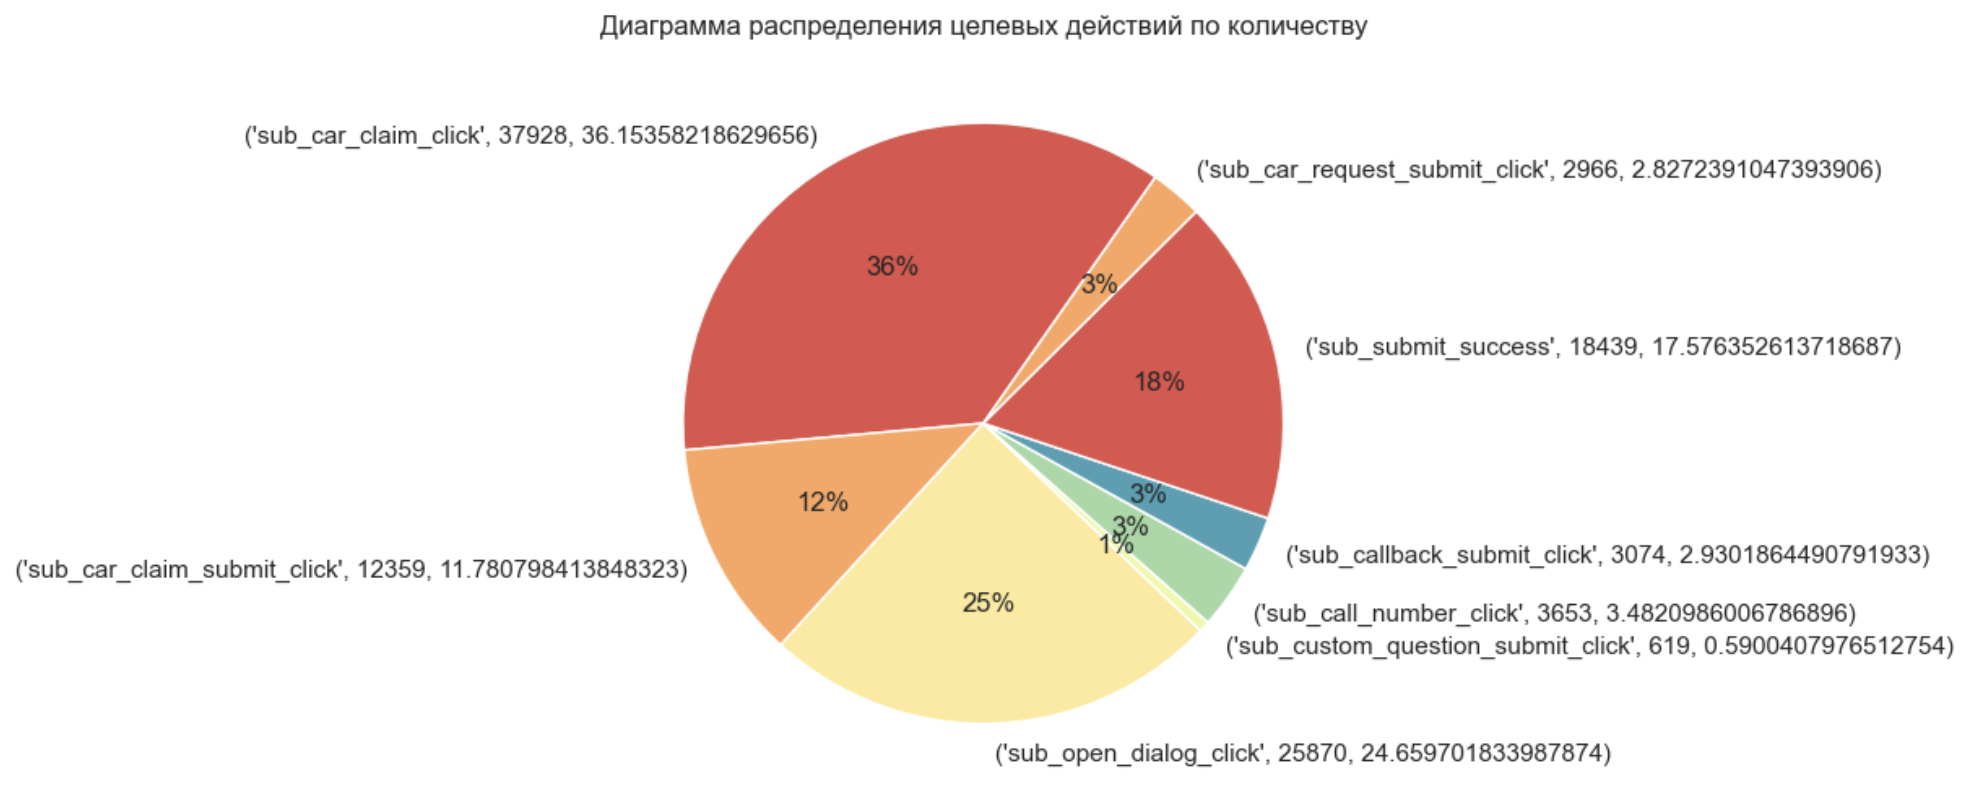 Диаграмма распределения целевых действий по количеству
('sub_car_claim_click', 37928, 36.15358218629656)
('sub_car_request_submit_click', 2966, 2.8272391047393906)
36%
3%
('sub_submit_success', 18439, 17.576352613718687)
18%
3%
12%
3%
1%
('sub_callback_submit_click', 3074, 2.9301864490791933)
('sub_car_claim_submit_click', 12359, 11.780798413848323)
25%
('sub_call_number_click', 3653, 3.4820986006786896)
('sub_custom_question_submit_click', 619, 0.5900407976512754)
('sub_open_dialog_click', 25870, 24.659701833987874)